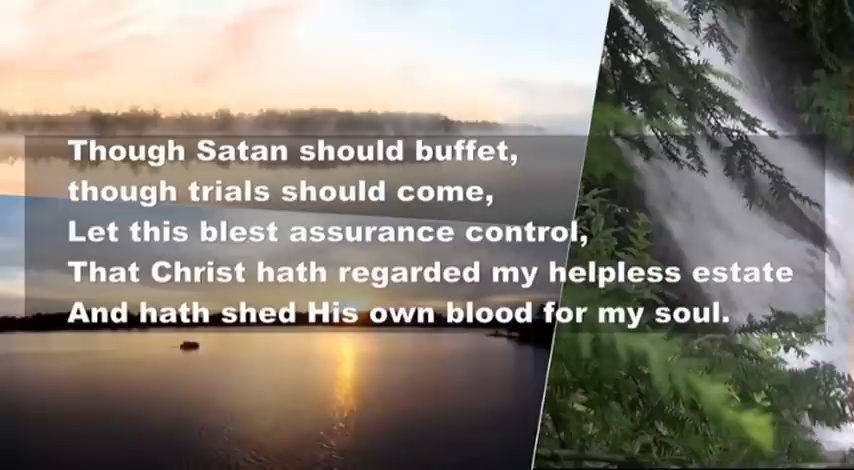 Though Satan should buffet,
though trials should come,
Let this blest assurance control,
That Christ hath regarded my helpless estate
And hath shed His own blood for my soul.